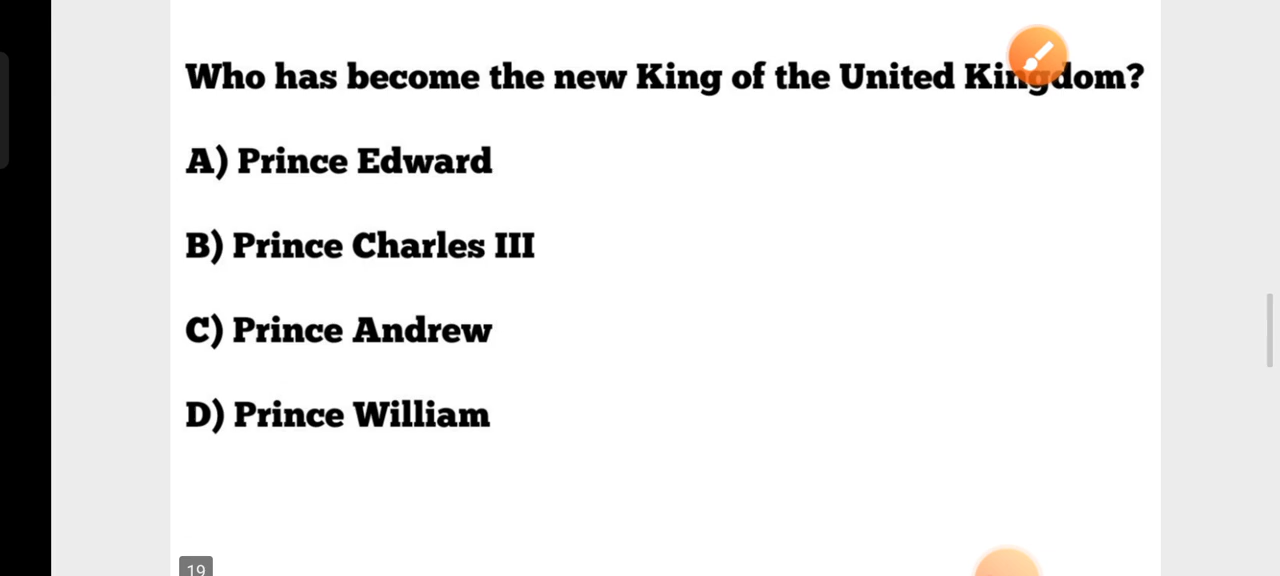 Who has become the new King of the United Kingdom?
A) Prince Edward
B) Prince Charles III
C) Prince Andrew
D) Prince William
19